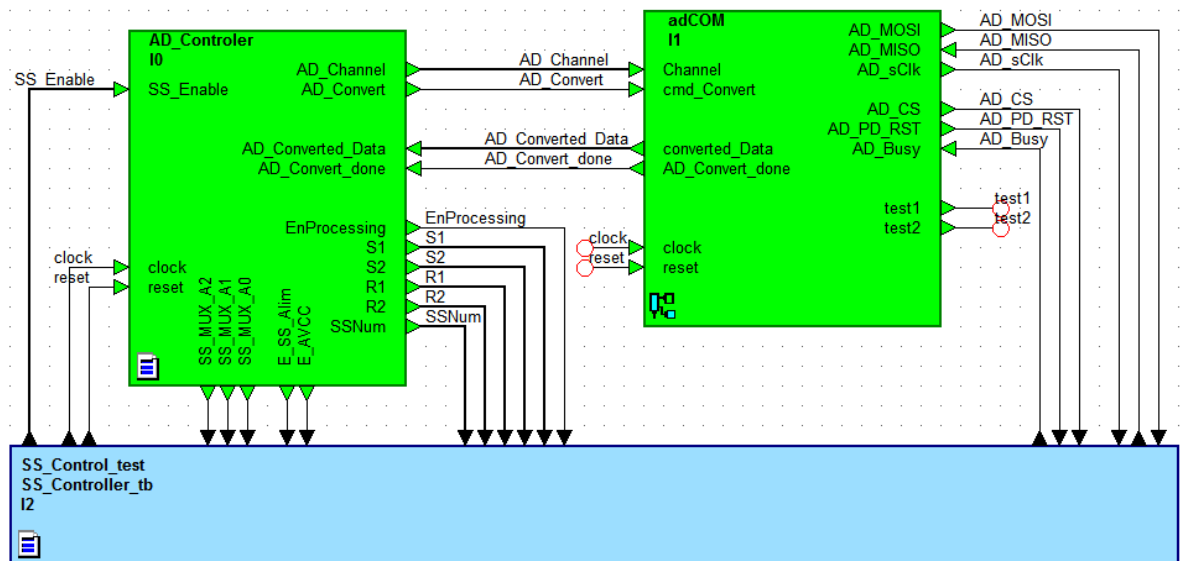 adCOM
I1
AD_MOSI
AD_MOSI
AD_MISO
AD_MISO
AD_sClk
AD_sClk
AD_Controler
I0
AD_Channel
AD_Channel
Channel
SS_Enable
SS_Enable
AD_Convert
AD_Convert
cmd_Convert
AD_CS
AD_CS
AD_PD_RST
AD_PD_RST
AD_Converted_Data
AD_Converted_Data
converted_Data
AD_Busy
AD_Busy
AD_Convert_done
AD_Convert_done
AD_Convert_done
test1
test1
test2
test2
EnProcessing
EnProcessing
S1
S1
clock
clock
S2
S2
reset
reset
clock
clock
R1
R1
reset
reset
R2
R2
SSNum
SSNum
SS_MUX_A2
SS_MUX_A1
SS_MUX_A0
E_SS_Alim
E_AVCC
SS_Control_test
SS_Controller_tb
I2